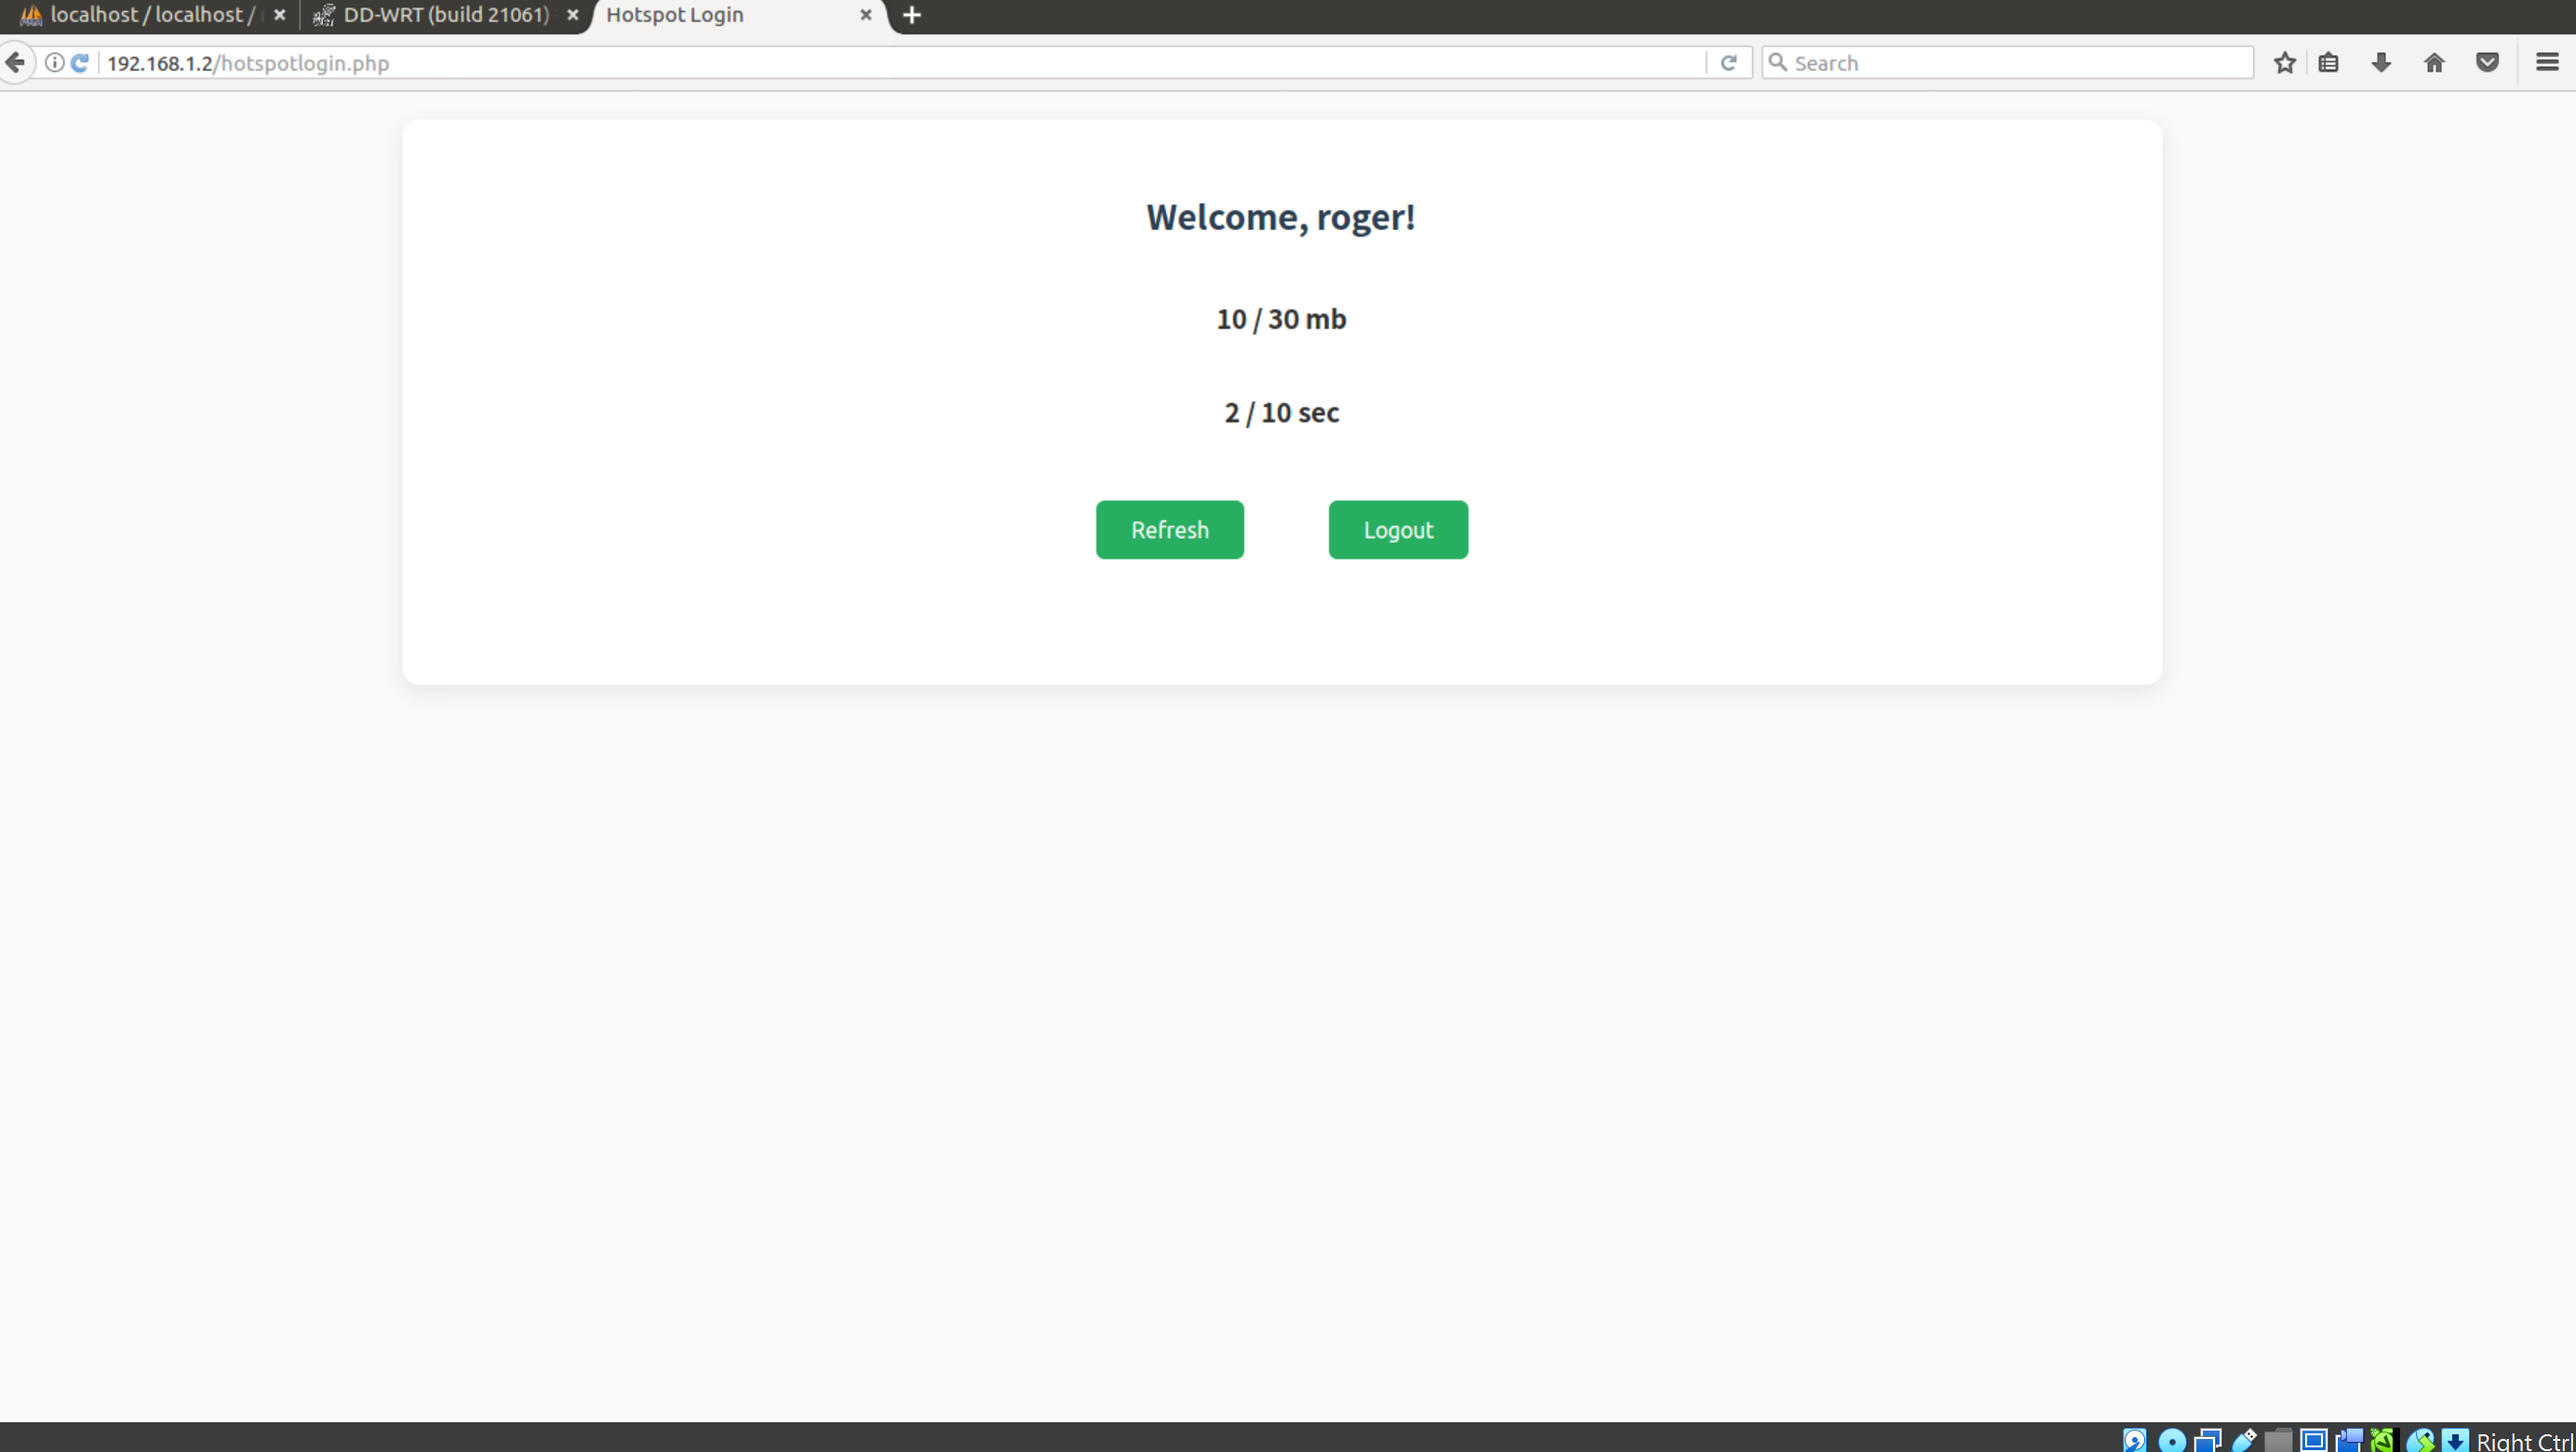 localhost / localhost /
DD-WRT (build 21061)
Hotspot Login
192.168.1.2/hotspotlogin.php
Search
Welcome, roger!
10 / 30 mb
2 / 10 sec
Refresh
Logout
Right Ctrl